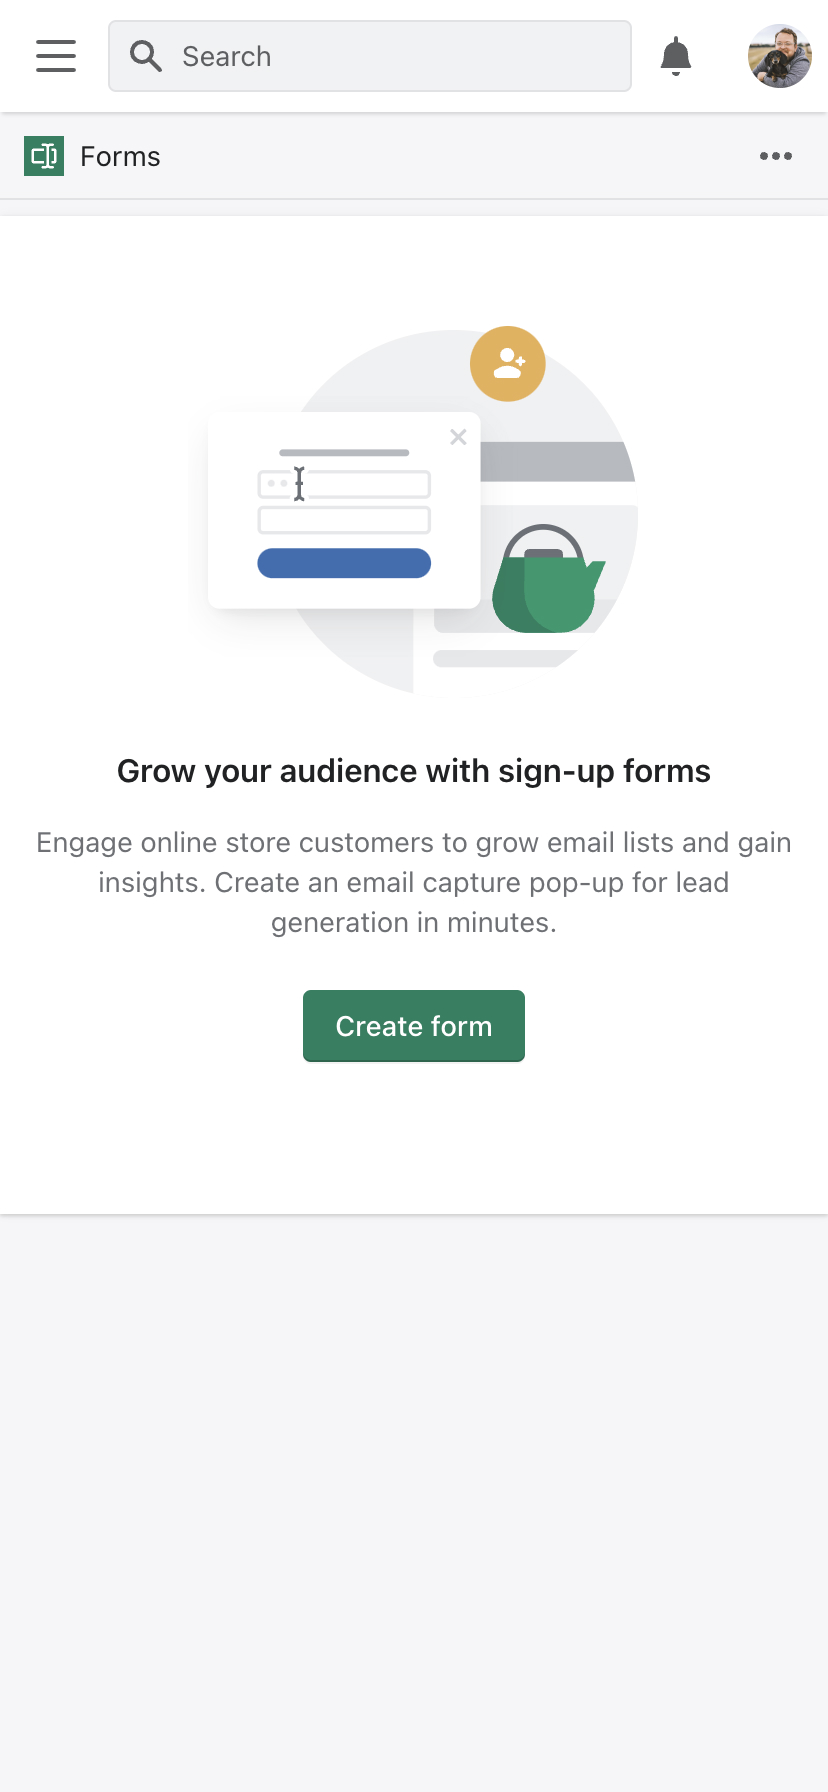 Search
Forms
Grow your audience with sign-up forms
Engage online store customers to grow email lists and gain
insights. Create an email capture pop-up for lead
generation in minutes.
Create form